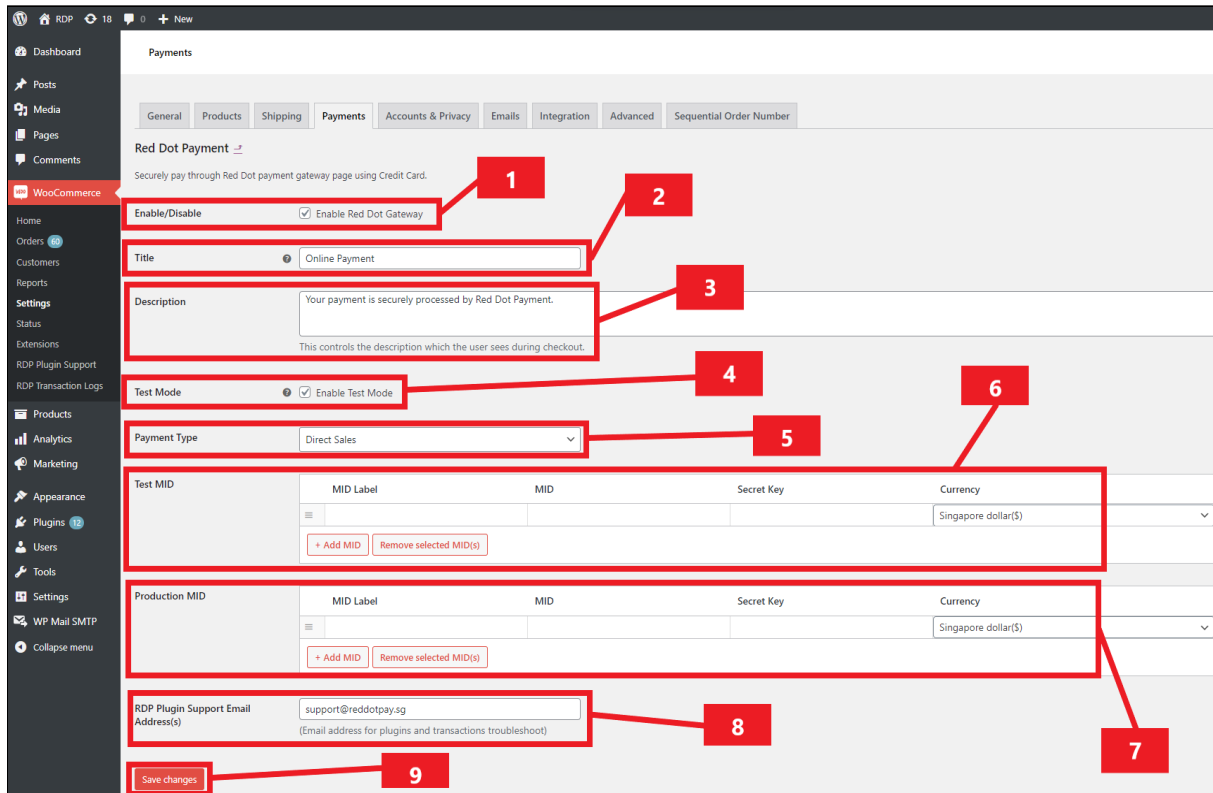 RDP 18 0 + New
Dashboard
Posts
Media
Pages
Comments
WooCommerce
Home
Orders 60
Customers
Reports
Settings
Status
Extensions
RDP Plugin Support
RDP Transaction Logs
Products
Analytics
Marketing
Appearance
Plugins 12
Users
Tools
Settings
WP Mail SMTP
Collapse menu
Payments
General Products Shipping Payments Accounts & Privacy Emails Integration Advanced Sequential Order Number
Red Dot Payment
Securely pay through Red Dot payment gateway page using Credit Card.
1
Enable/Disable Enable Red Dot Gateway
2
Title Online Payment
3
Description Your payment is securely processed by Red Dot Payment.
This controls the description which the user sees during checkout.
4
Test Mode Enable Test Mode
5
Payment Type Direct Sales
6
Test MID
MID Label MID Secret Key Currency
Singapore dollar($)
+ Add MID Remove selected MID(s)
Production MID
MID Label MID Secret Key Currency
Singapore dollar($)
+ Add MID Remove selected MID(s)
7
RDP Plugin Support Email
Address(s)
support@reddotpay.sg
(Email address for plugins and transactions troubleshoot)
8
Save changes
9